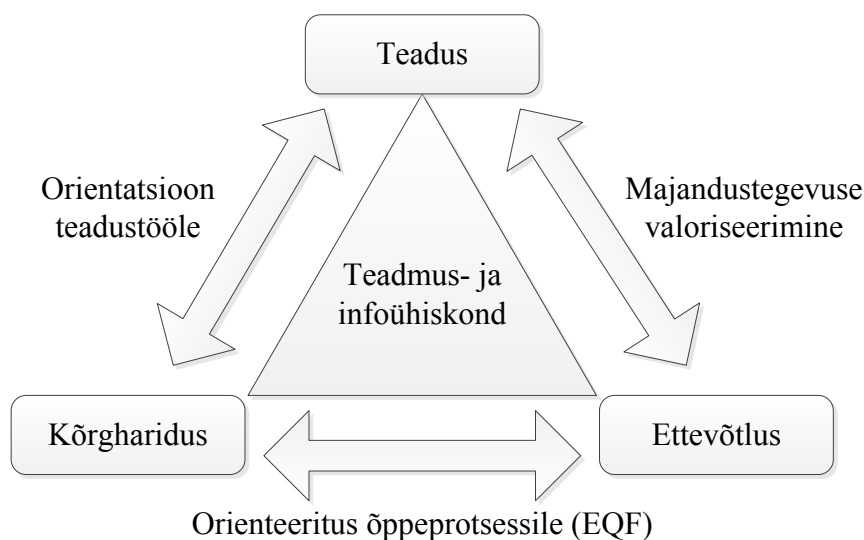 Teadus
Orientatsioon
teadustööle
Majandustegevuse
valoriseerimine
Teadmus- ja
infoühiskond
Kõrgharidus
Ettevõtlus
Orienteeritus õppeprotsessile (EQF)